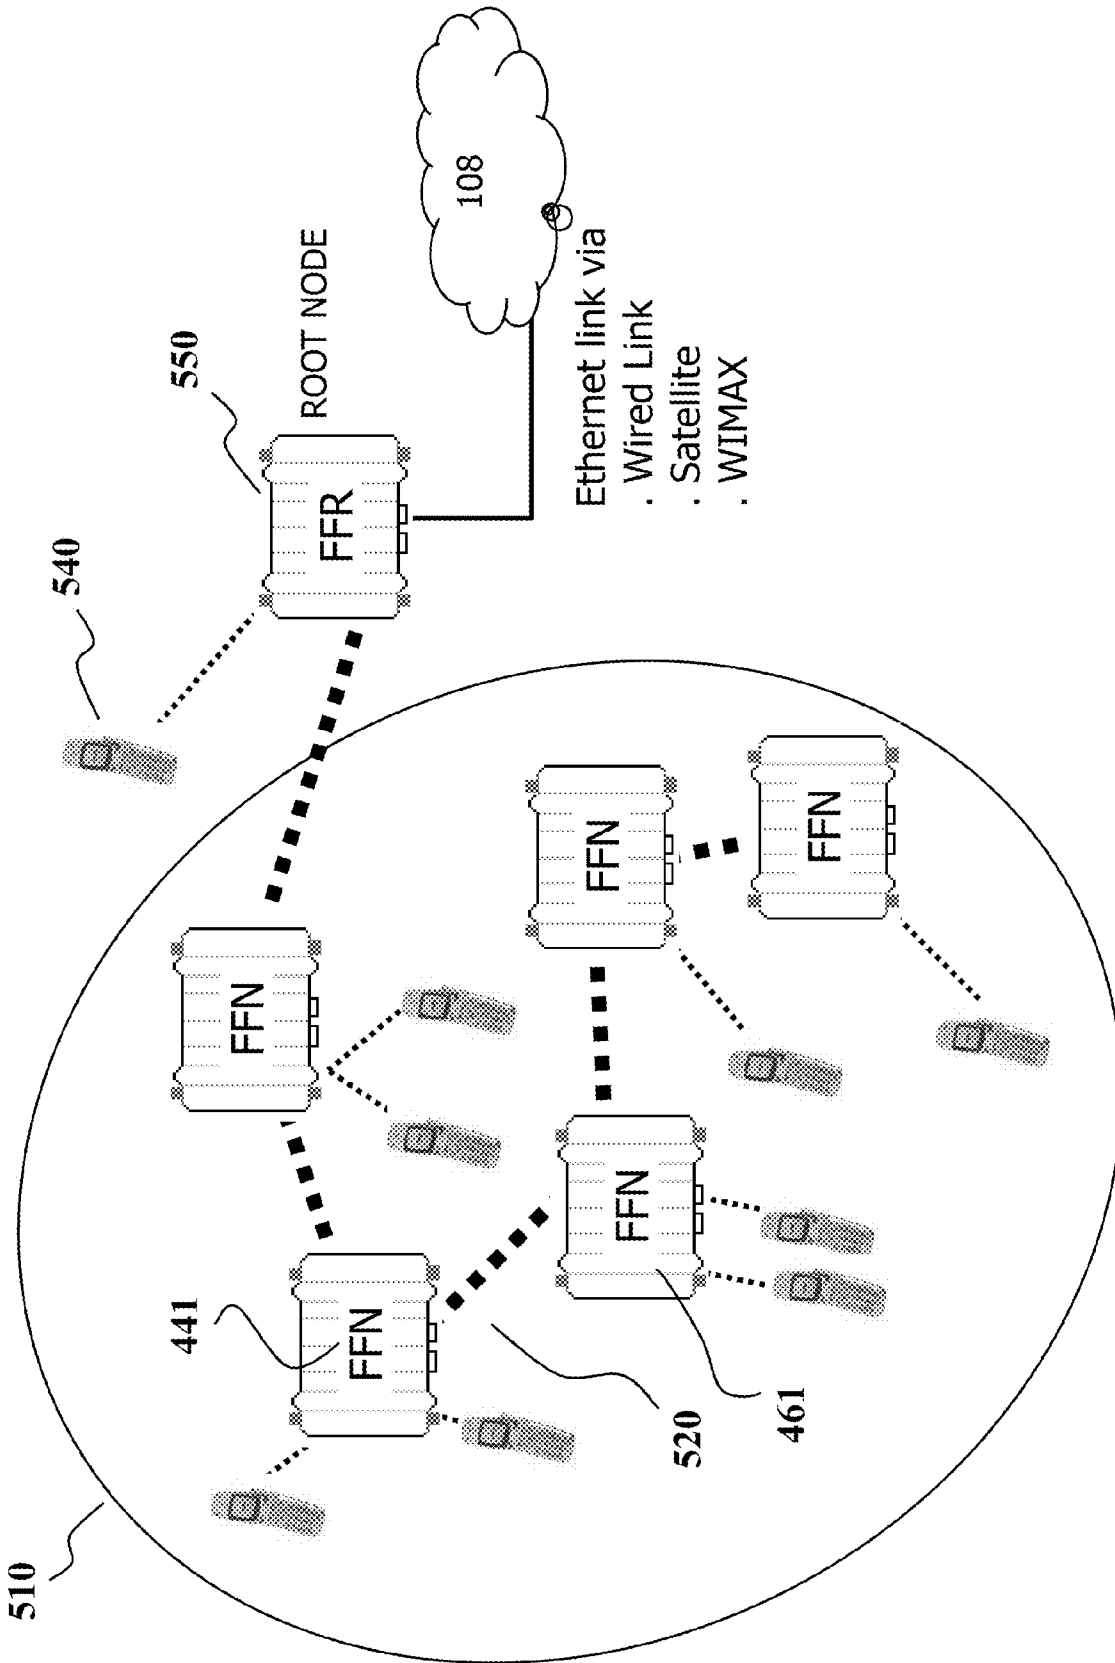 510
540
441
550
FFN
ROOT NODE
FFR
FFN
108
Ethernet link via
. Wired Link
. Satellite
. WIMAX
FFN
FFN
520
461
FFN